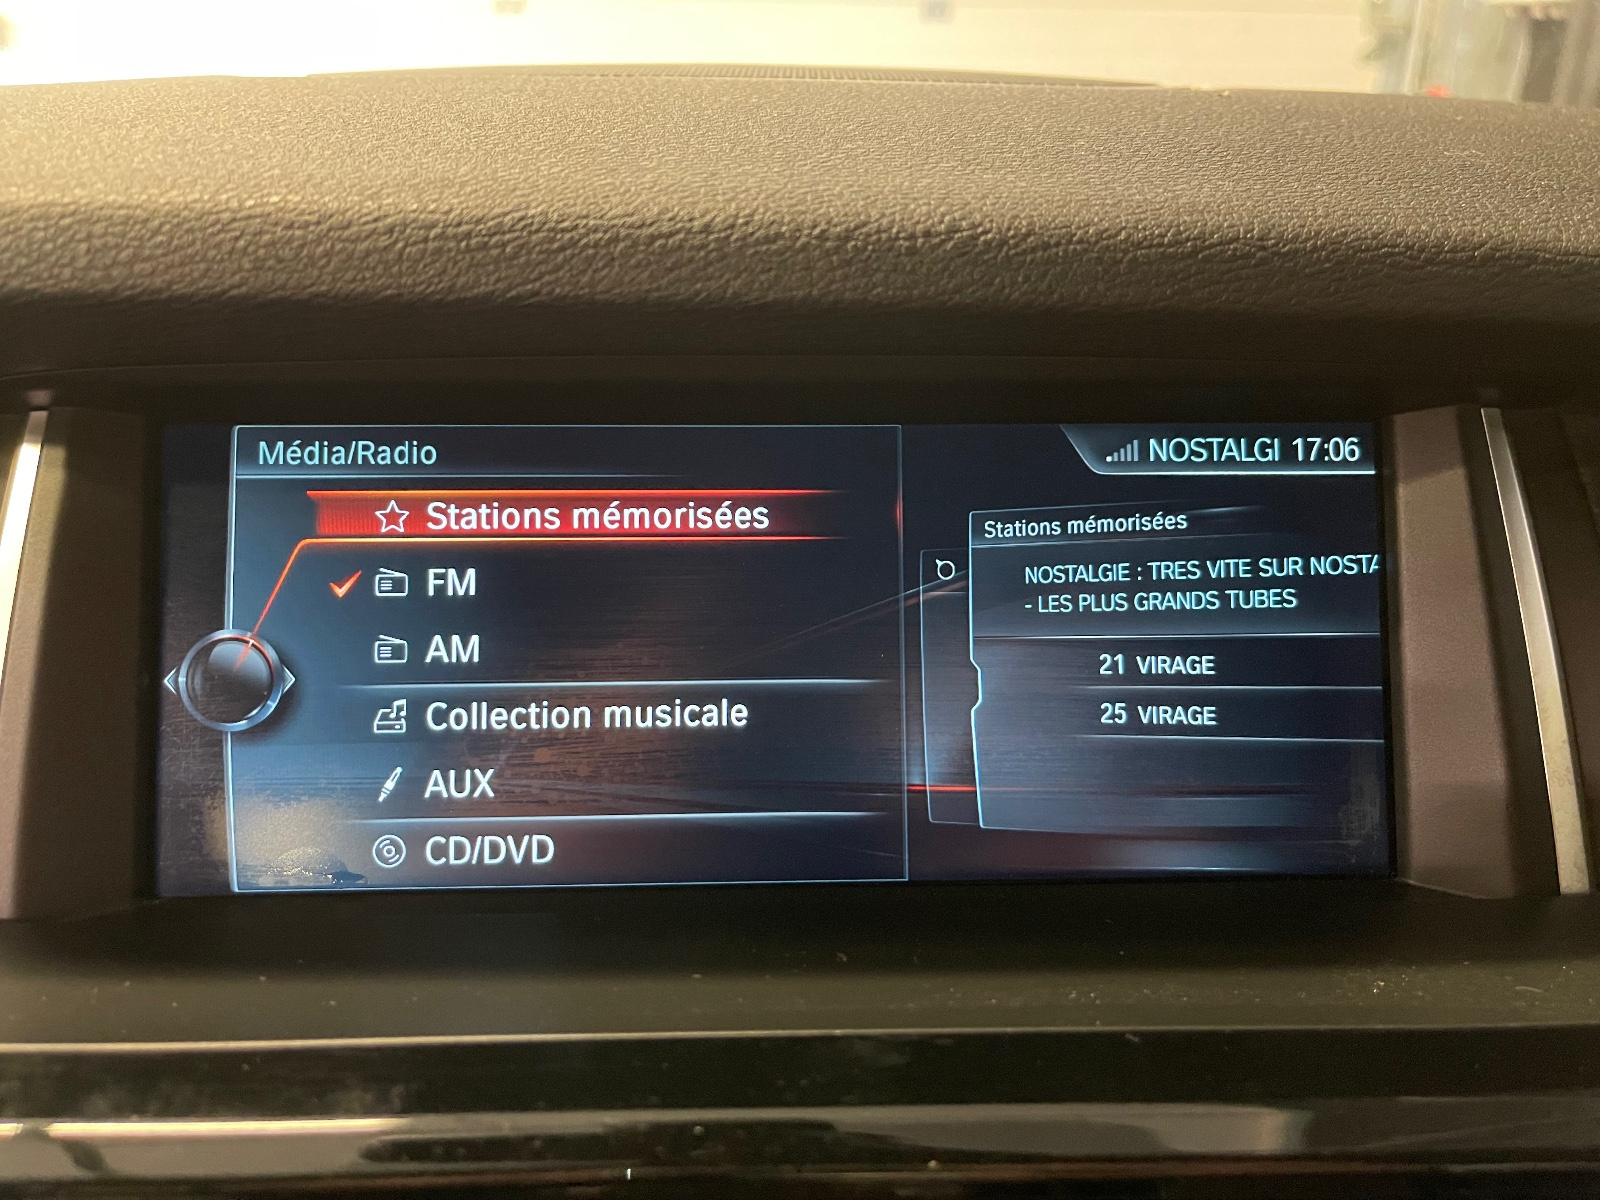 Média/Radio
NOSTALGI 17:06
Stations mémorisées
FM
AM
Collection musicale
AUX
CD/DVD
Stations mémorisées
NOSTALGIE : TRES VITE SUR NOSTA
- LES PLUS GRANDS TUBES
21 VIRAGE
25 VIRAGE